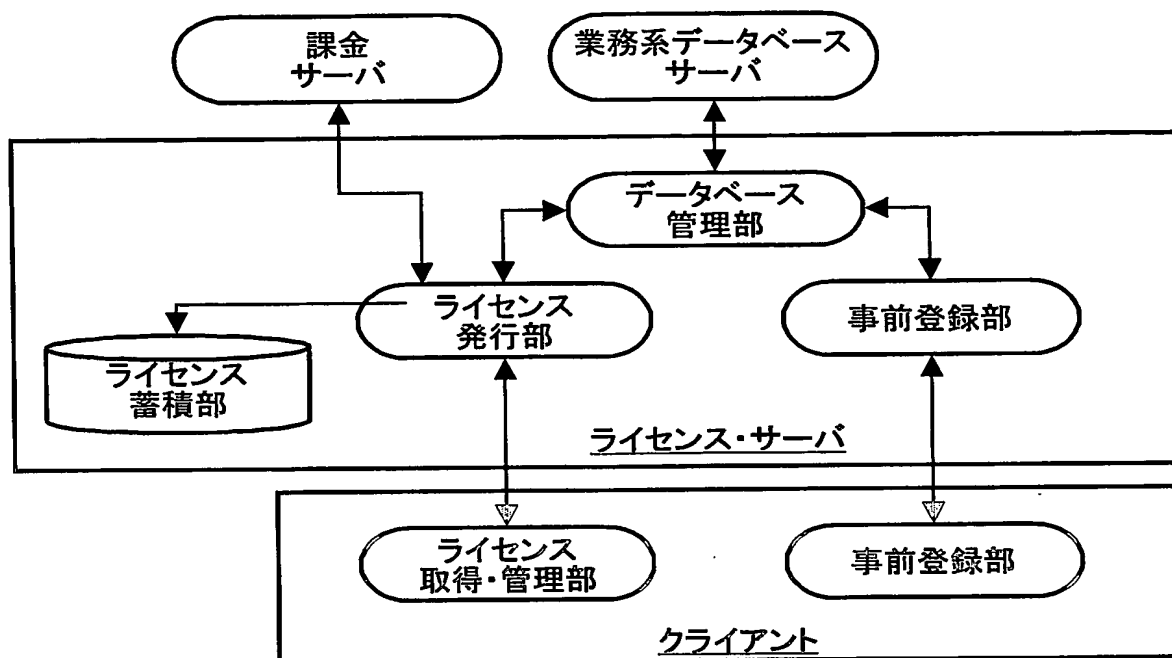 課金
サーバ
業務系データベース
サーバ
データベース
管理部
ライセンス
発行部
事前登録部
ライセンス
蓄積部
ライセンス・サーバ
ライセンス
取得・管理部
事前登録部
クライアント